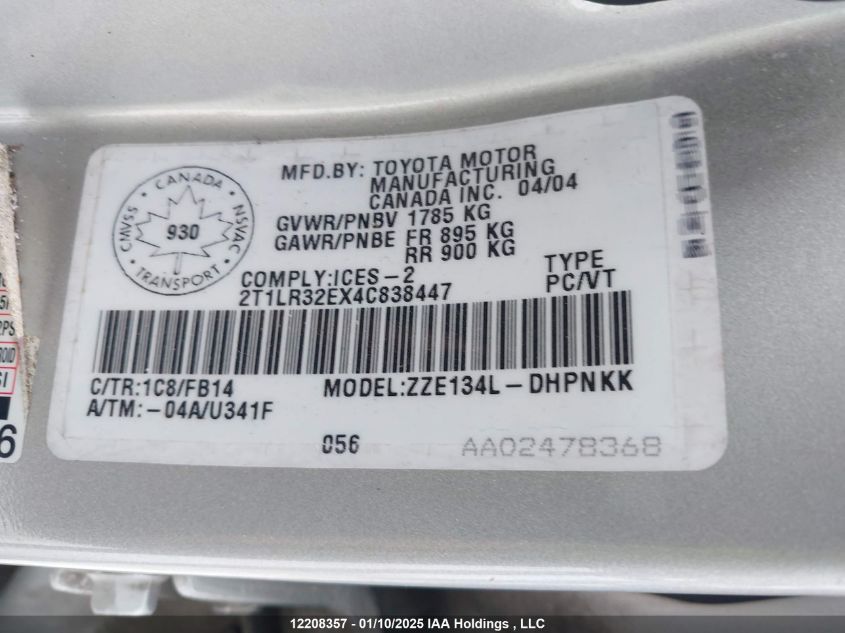 CANADA
CMVSS
930
NSVAC
TRANSPORT
MFD.BY: TOYOTA MOTOR
MANUFACTURING
CANADA INC. 04/04
GVWR/PNBV 1785 KG
GAWR/PNBE FR 895 KG
RR 900 KG
COMPLY:ICES-2
TYPE
2T1LR32EX4C838447
PC/VT
C/TR:1C8/FB14
MODEL:ZZE134L-DHPNKK
A/TM:-04A/U341F
056
AA02478368
12208357 - 01/10/2025 IAA Holdings , LLC